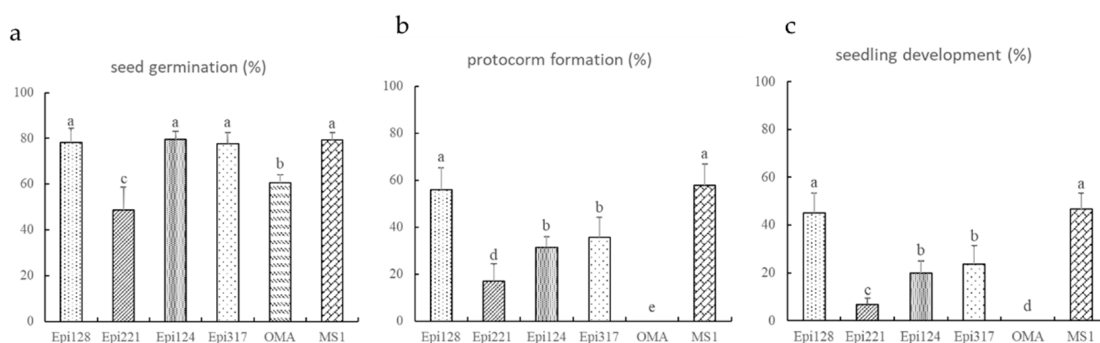 a
seed germination (%)
100
80
60
40
20
0
a
c
a
a
b
a
Epi128 Epi221 Epi124 Epi317 OMA MS1
b
protocorm formation (%)
100
80
60
40
20
0
a
d
b
b
e
a
Epi128 Epi221 Epi124 Epi317 OMA MS1
c
seedling development (%)
100
80
60
40
20
0
a
c
b
b
d
a
Epi128 Epi221 Epi124 Epi317 OMA MS1